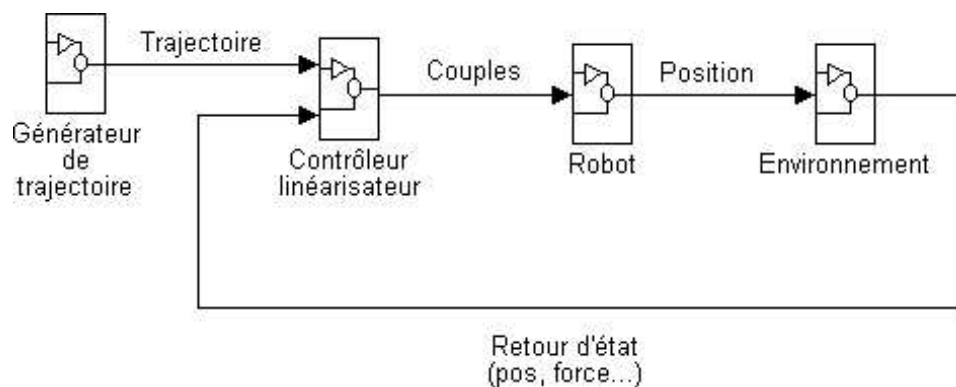 Trajectoire
Couples
Position
Générateur
de
trajectoire
Contrôleur
linéarisateur
Robot
Environnement
Retour d'état
(pos, force...)